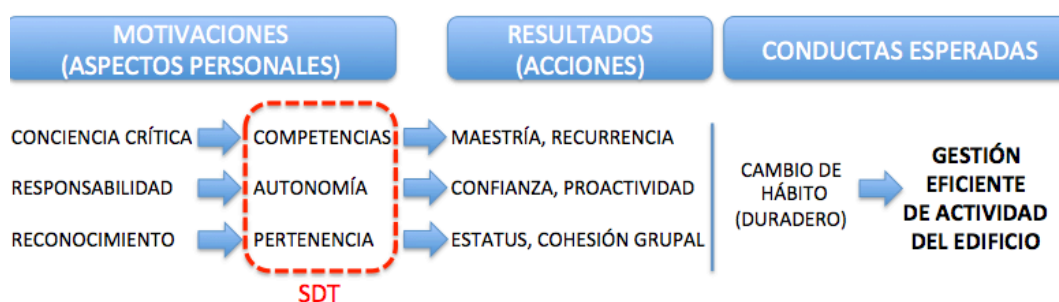 MOTIVACIONES
(ASPECTOS PERSONALES)
RESULTADOS
(ACCIONES)
CONDUCTAS ESPERADAS
CONCIENCIA CRÍTICA
COMPETENCIAS
MAESTRÍA, RECURRENCIA
RESPONSABILIDAD
AUTONOMÍA
CONFIANZA, PROACTIVIDAD
RECONOCIMIENTO
PERTENENCIA
ESTATUS, COHESIÓN GRUPAL
SDT
CAMBIO DE
HÁBITO
(DURADERO)
GESTIÓN
EFICIENTE
DE ACTIVIDAD
DEL EDIFICIO